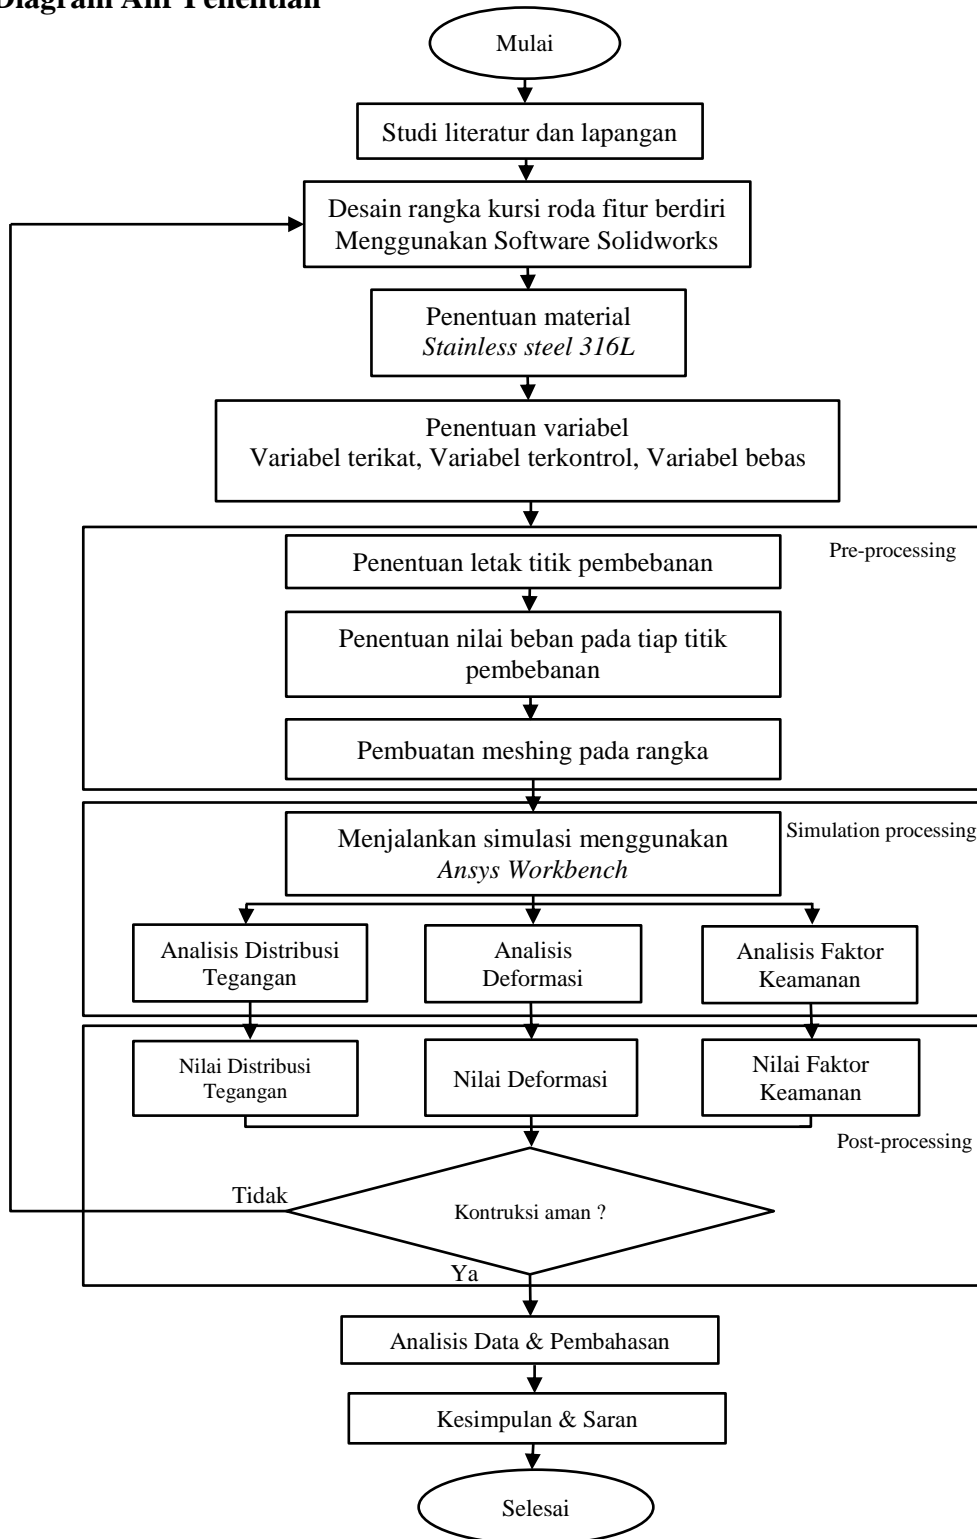 Diagram Alir Penelitian
Mulai
Studi literatur dan lapangan
Desain rangka kursi roda fitur berdiri
Menggunakan Software Solidworks
Penentuan material
Stainless steel 316L
Penentuan variabel
Variabel terikat, Variabel terkontrol, Variabel bebas
Pre-processing
Penentuan letak titik pembebanan
Penentuan nilai beban pada tiap titik
pembebanan
Pembuatan meshing pada rangka
Simulation processing
Menjalankan simulasi menggunakan
Ansys Workbench
Analisis Distribusi
Tegangan
Analisis
Deformasi
Analisis Faktor
Keamanan
Nilai Distribusi
Tegangan
Nilai Deformasi
Nilai Faktor
Keamanan
Post-processing
Tidak
Kontruksi aman ?
Ya
Analisis Data & Pembahasan
Kesimpulan & Saran
Selesai